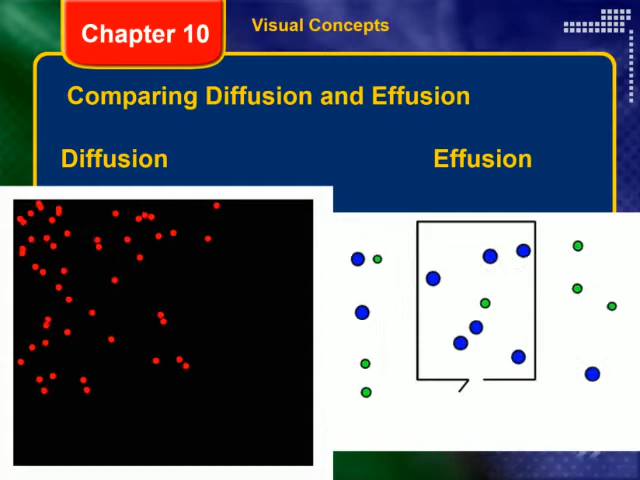 Chapter 10
Visual Concepts
Comparing Diffusion and Effusion
Diffusion
Effusion